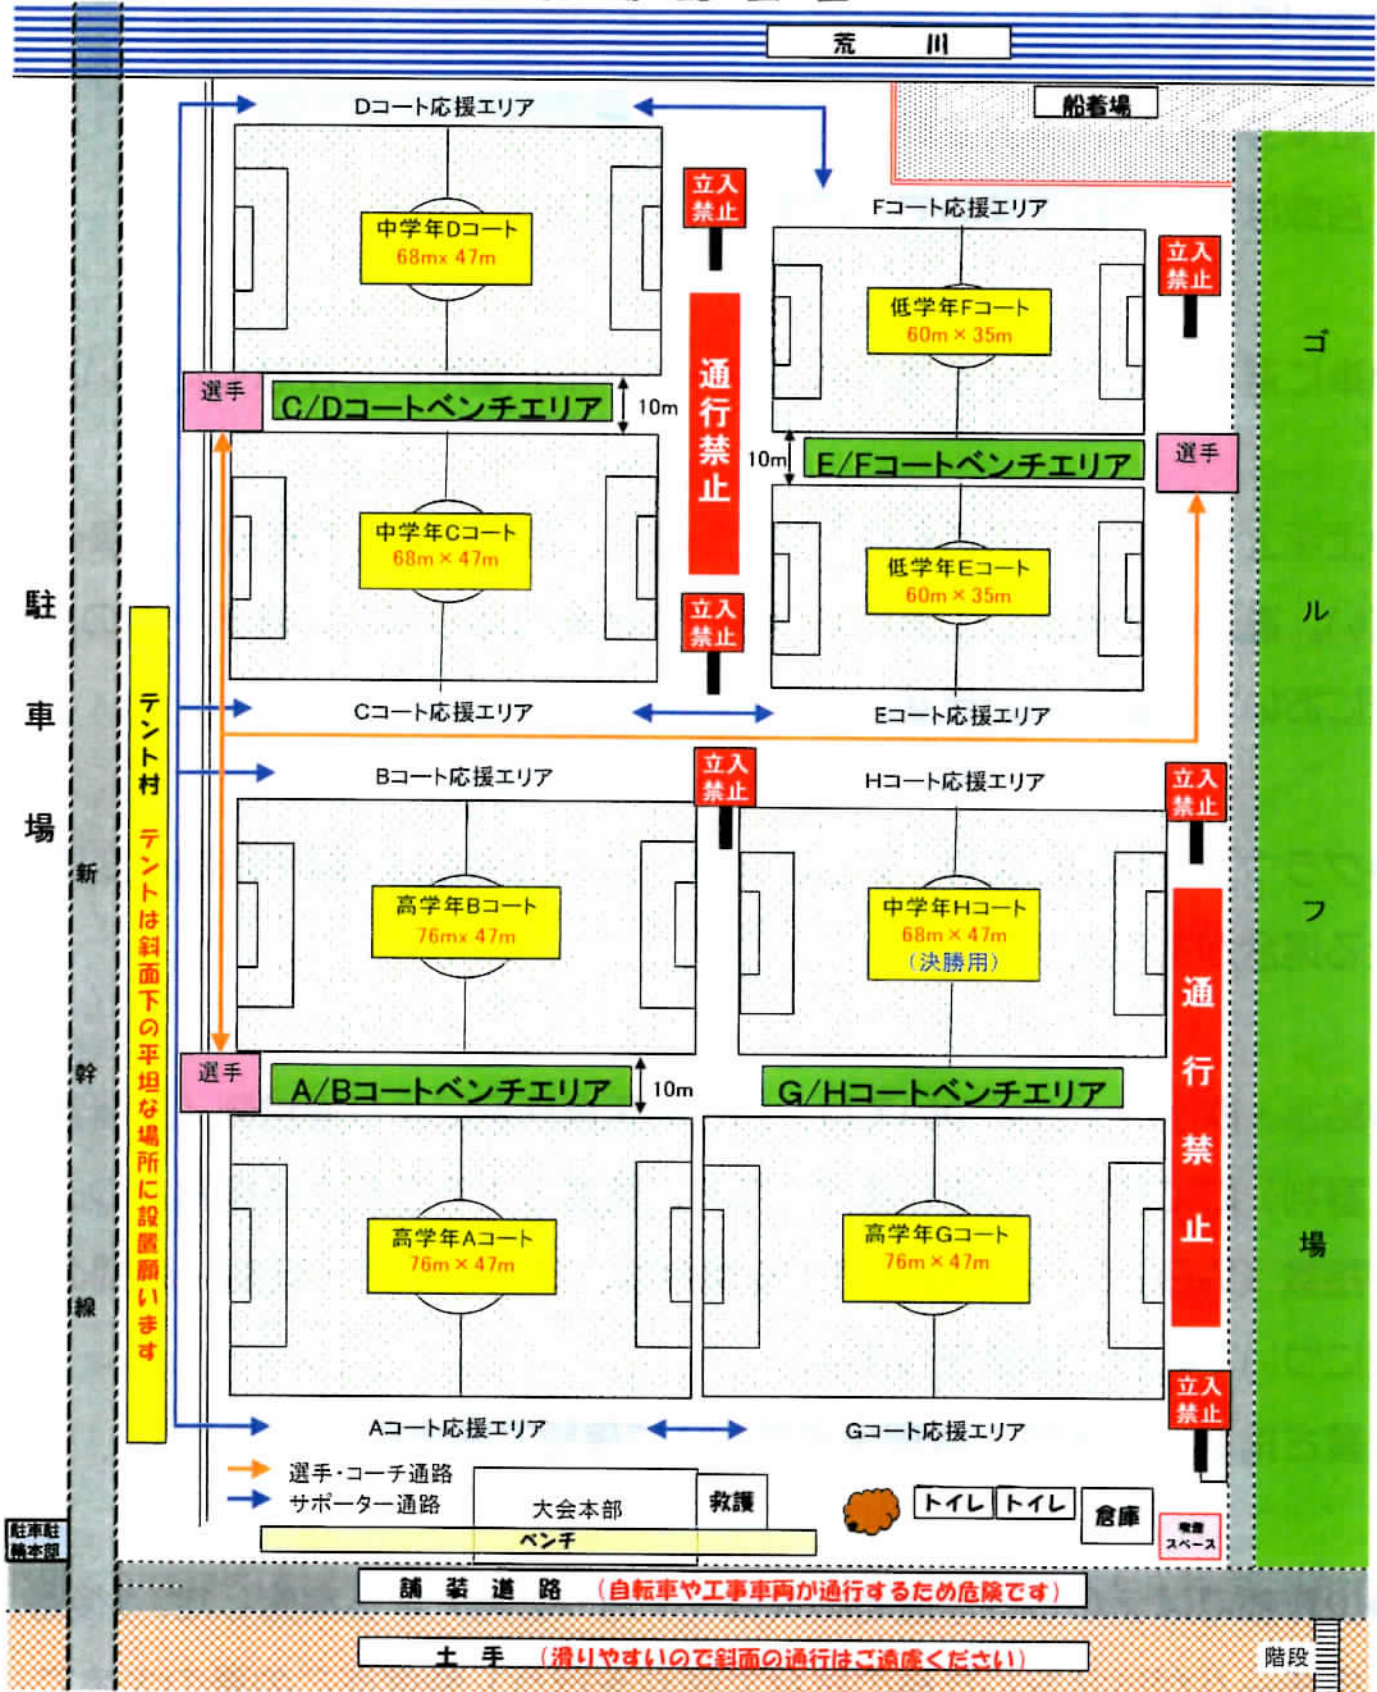 荒　川
船着場
Dコート応援エリア
立入
禁止
Fコート応援エリア
立入
禁止
中学年Dコート
68mx 47m
低学年Fコート
60m×35m
通行禁止
選手
C/Dコートベンチエリア
10m
10m
E/Fコートベンチエリア
選手
中学年Cコート
68m×47m
低学年Eコート
60m×35m
立入
禁止
Cコート応援エリア
Eコート応援エリア
Bコート応援エリア
立入
禁止
Hコート応援エリア
立入
禁止
高学年Bコート
76mx 47m
中学年Hコート
68m×47m
(決勝用)
通行禁止
選手
A/Bコートベンチエリア
10m
G/Hコートベンチエリア
高学年Aコート
76m×47m
高学年Gコート
76m×47m
立入
禁止
Aコート応援エリア
Gコート応援エリア
駐車場
新幹線
テント村　テントは斜面下の平坦な場所に設置願います
ゴルフ場
選手・コーチ通路
サポーター通路
大会本部
救護
トイレ
トイレ
倉庫
スペース
ベンチ
駐車駐
輪本部
舗装道路　(自転車や工事車両が通行するため危険です)
土手　(滑りやすいので斜面の通行はご遠慮ください)
階段